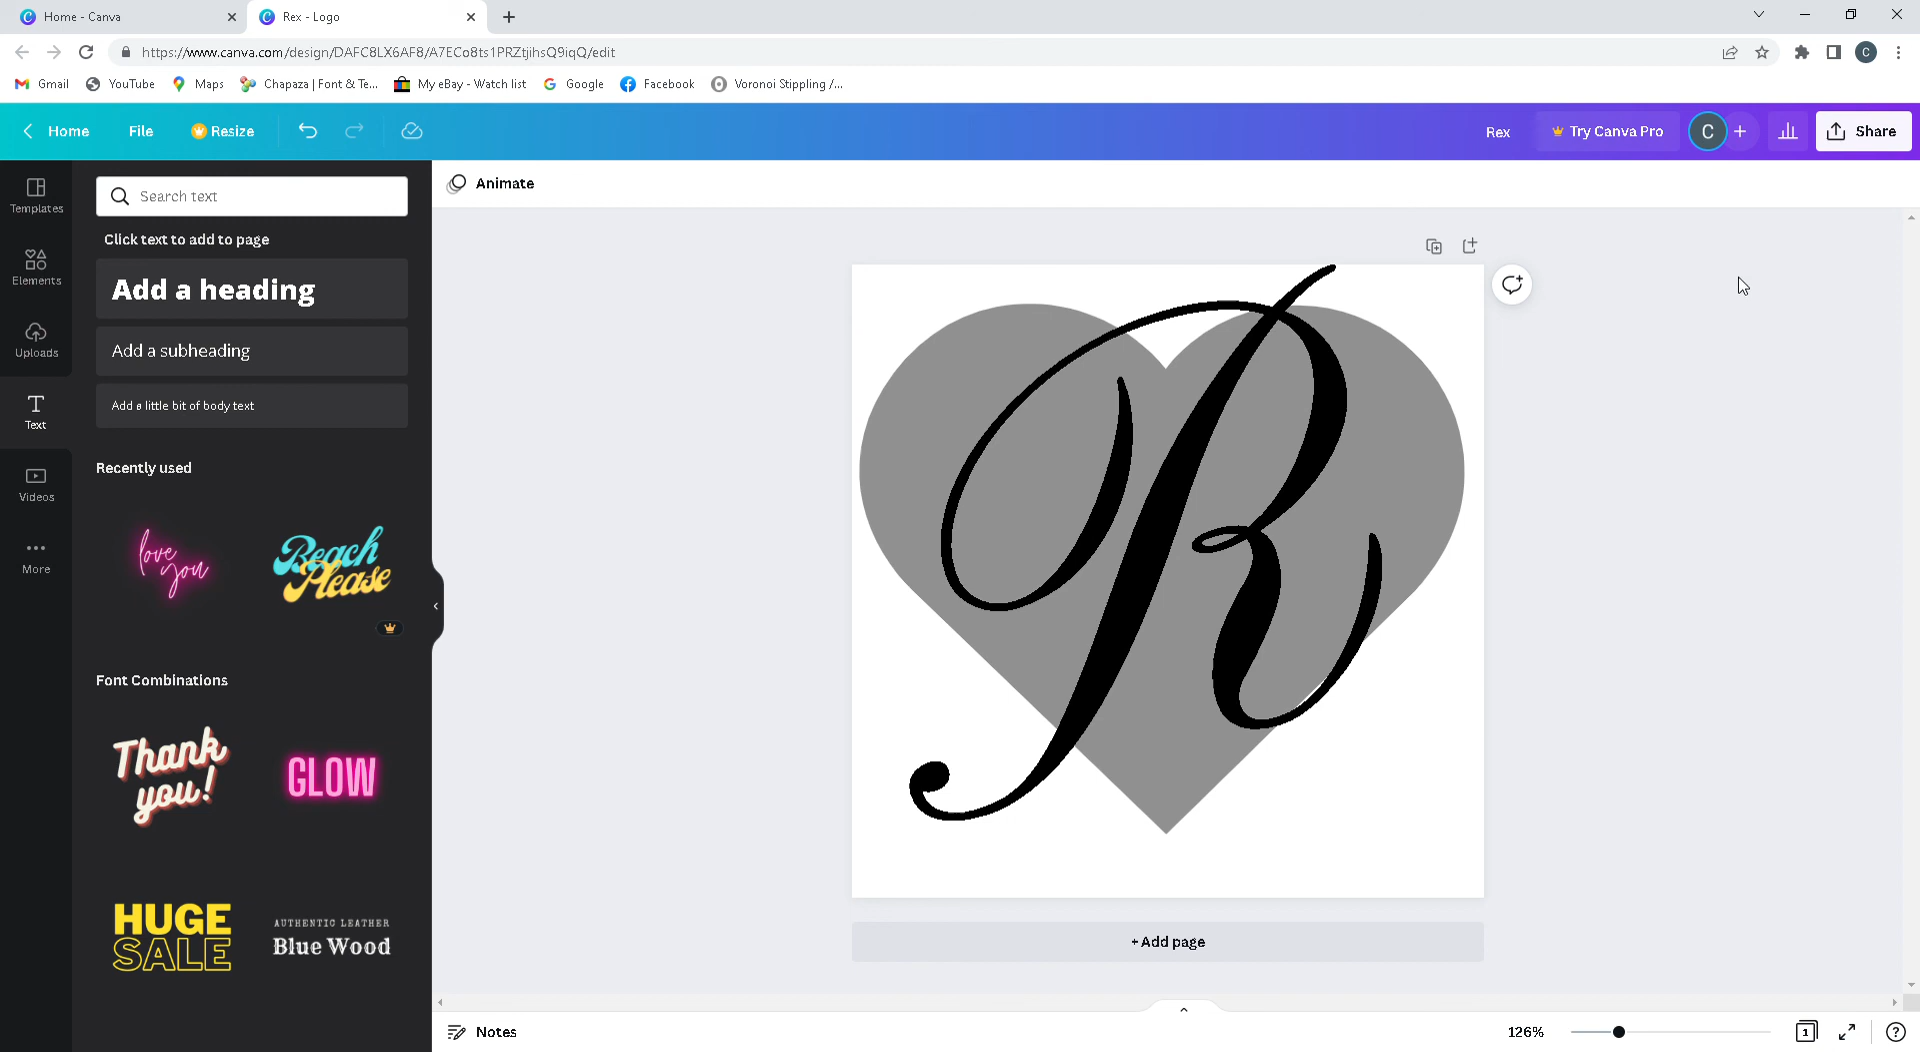 Home - Canva
Rex - Logo
https://www.canva.com/design/DAFC8LX6AF8/A7ECo8ts1PRZtjihsQ9iqQ/edit
C
Gmail
YouTube
Maps
Chapaza | Font & Te...
My eBay - Watch list
Google
Facebook
Voronoi Stippling /...
Home
File
Resize
Rex
Try Canva Pro
C
Share
Templates
Elements
Uploads
Text
Videos
More
Search text
Click text to add to page
Add a heading
Add a subheading
Add a little bit of body text
Recently used
love
you
Beach
Please
Font Combinations
Thank
you!
GLOW
HUGE
SALE
AUTHENTIC LEATHER
Blue Wood
Animate
R
+ Add page
Notes
126%
1